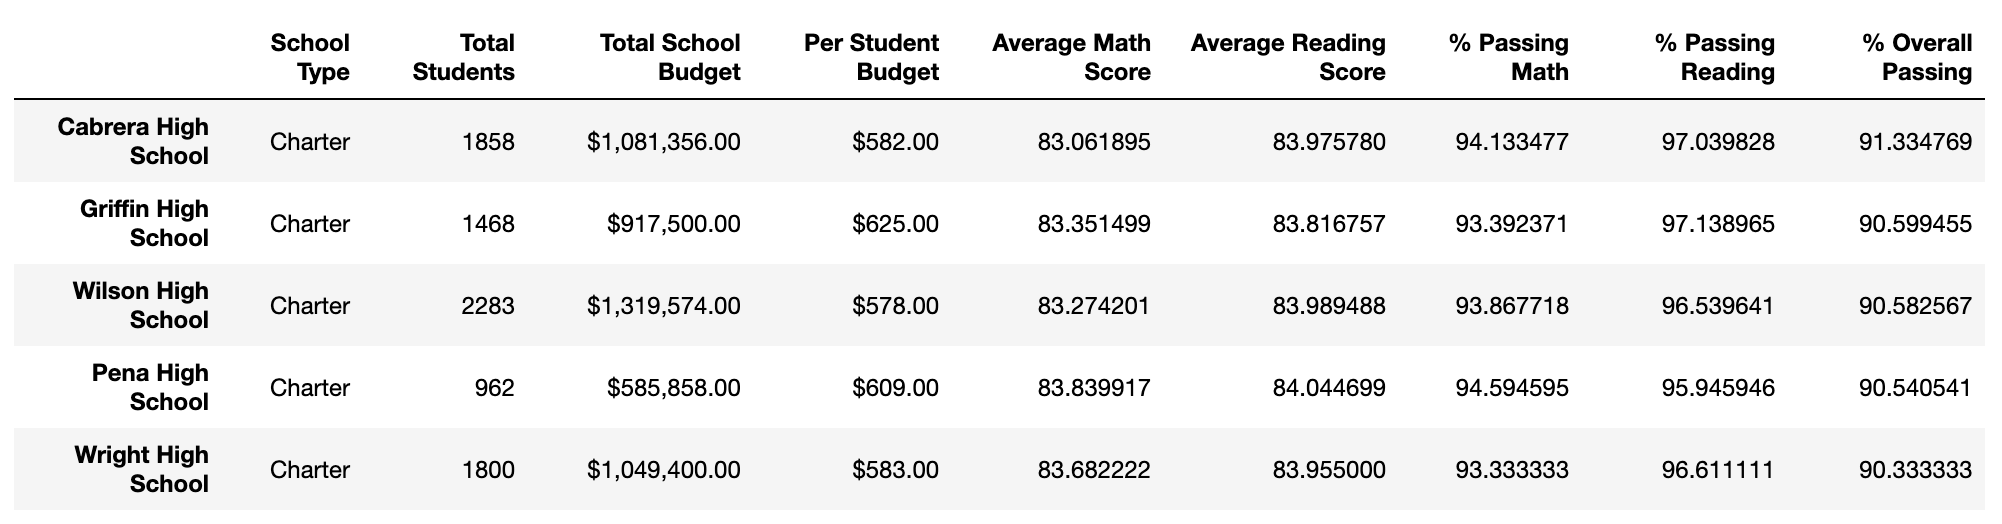 School Type Total Students Total School Budget Per Student Budget Average Math Score Average Reading Score % Passing Math % Passing Reading % Overall Passing
Cabrera High School Charter 1858 $1,081,356.00 $582.00 83.061895 83.975780 94.133477 97.039828 91.334769
Griffin High School Charter 1468 $917,500.00 $625.00 83.351499 83.816757 93.392371 97.138965 90.599455
Wilson High School Charter 2283 $1,319,574.00 $578.00 83.274201 83.989488 93.867718 96.539641 90.582567
Pena High School Charter 962 $585,858.00 $609.00 83.839917 84.044699 94.594595 95.945946 90.540541
Wright High School Charter 1800 $1,049,400.00 $583.00 83.682222 83.955000 93.333333 96.611111 90.333333